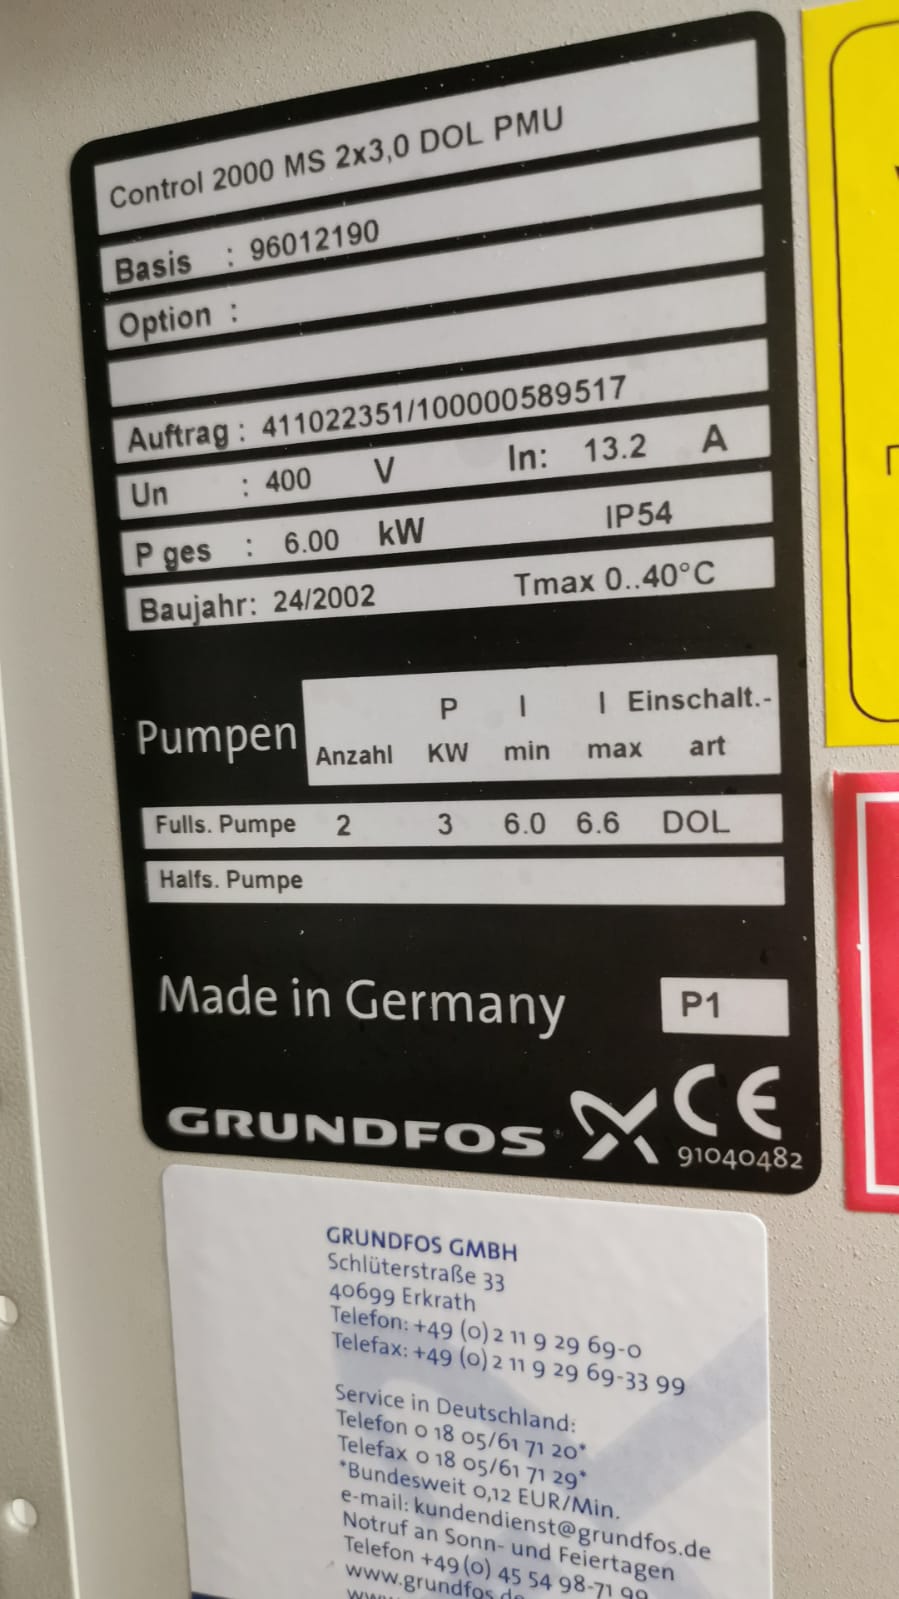 Control 2000 MS 2x3,0 DOL PMU
Basis : 96012190
Option :
Auftrag : 411022351/100000589517
Un : 400 V In: 13.2 A
P ges : 6.00 kW IP54
Baujahr: 24/2002 Tmax 0..40°C
Pumpen
P I I Einschalt.-
Anzahl KW min max art
Fulls. Pumpe 2 3 6.0 6.6 DOL
Halfs. Pumpe
Made in Germany P1
GRUNDFOS CE
91040482
GRUNDFOS GMBH
Schlüterstraße 33
40699 Erkrath
Telefon: +49 (0) 2 11 9 29 69-0
Telefax: +49 (0) 2 11 9 29 69-33 99
Service in Deutschland:
Telefon 0 18 05/61 71 20*
Telefax 0 18 05/61 71 29*
*Bundesweit 0,12 EUR/Min.
e-mail: kundendienst@grundfos.de
Notruf an Sonn- und Feiertagen
Telefon +49 (0) 45 54 98-71 99
www.grundfos.de